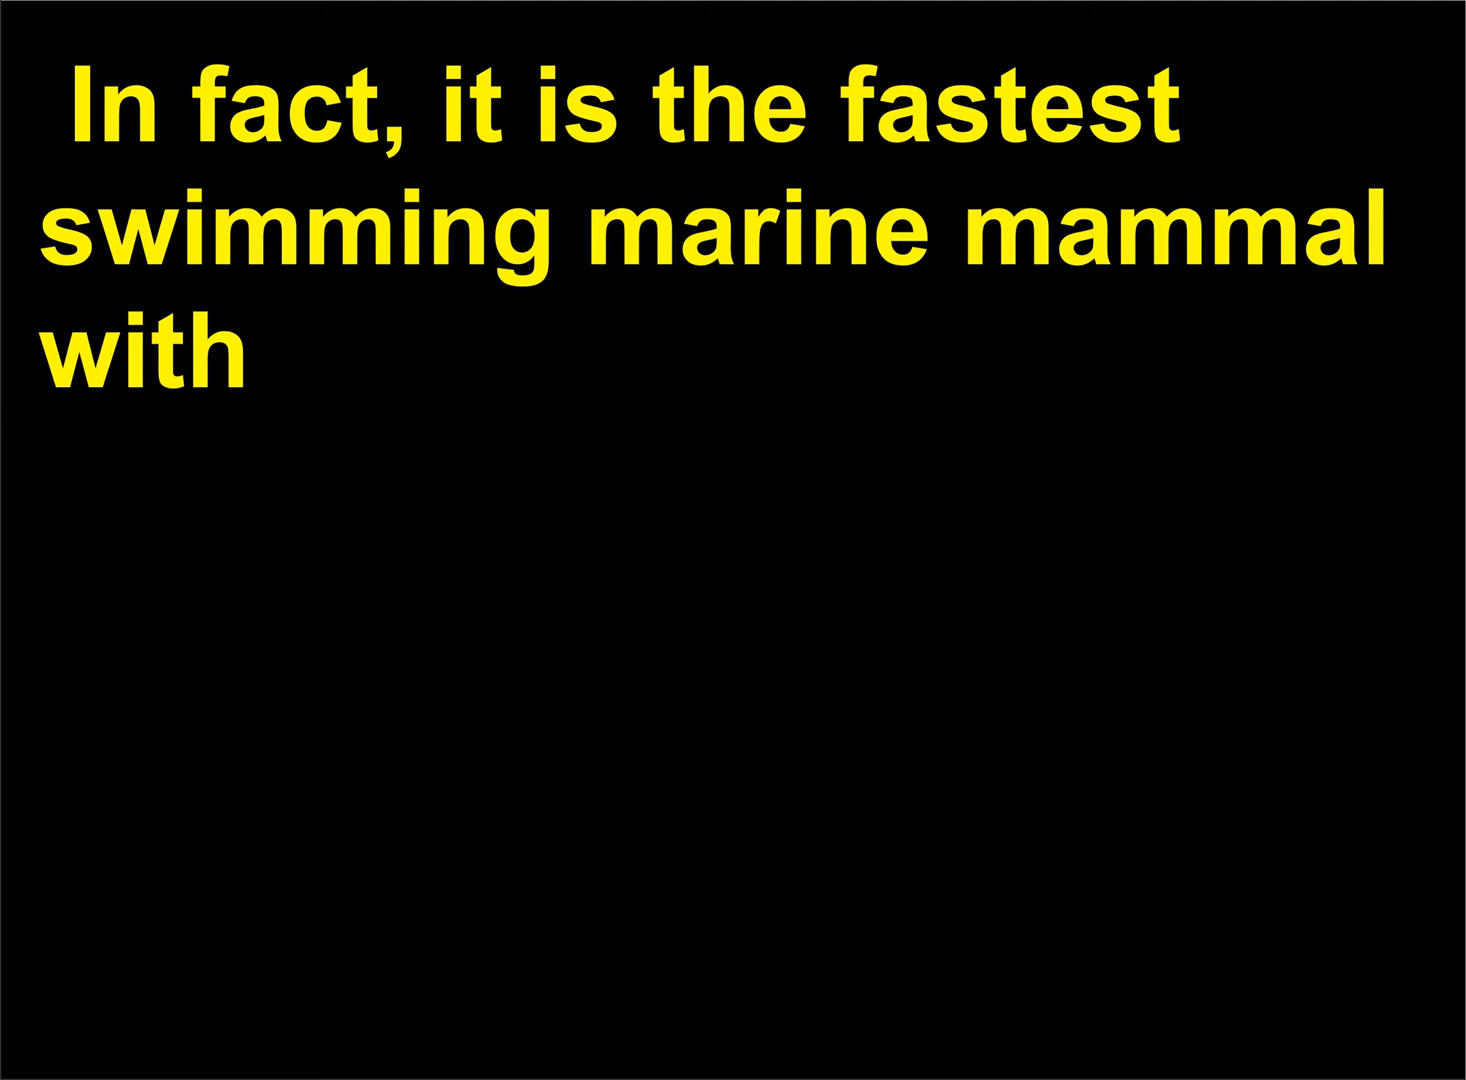 In fact, it is the fastest
swimming marine mammal
with